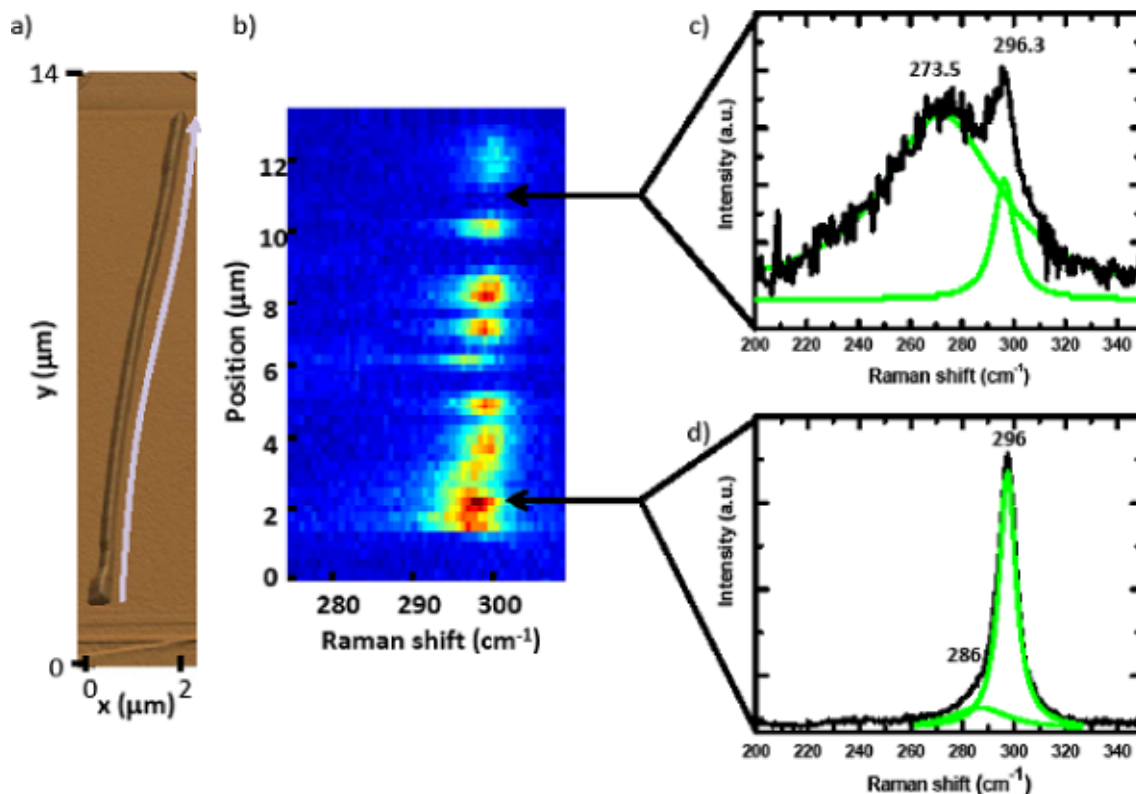 a)
14
y (µm)
0
0
2
x (µm)
b)
12
10
8
6
4
2
0
Position (µm)
280 290 300
Raman shift (cm⁻¹)
c)
273.5
296.3
Intensity (a.u.)
200 220 240 260 280 300 320 340
Raman shift (cm⁻¹)
d)
296
286
Intensity (a.u.)
200 220 240 260 280 300 320 340
Raman shift (cm⁻¹)